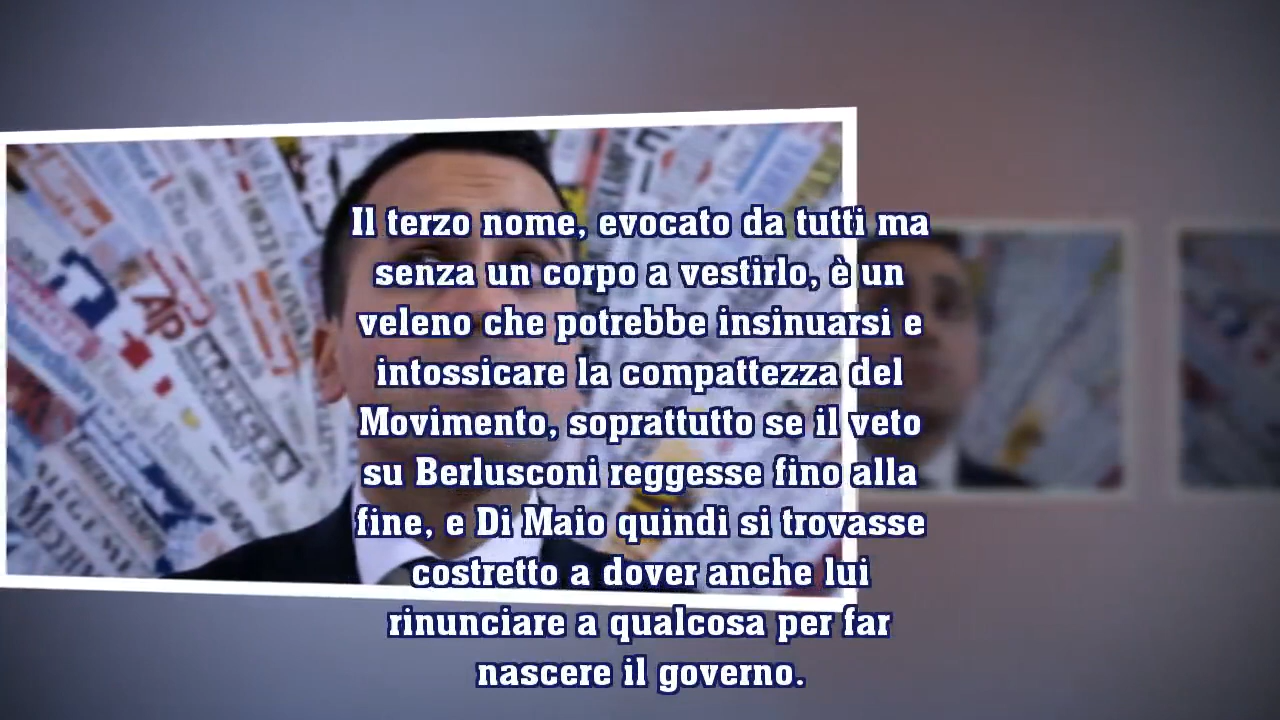 Il terzo nome, evocato da tutti ma
senza un corpo a vestirlo, è un
veleno che potrebbe insinuarsi e
intossicare la compattezza del
Movimento, soprattutto se il veto
su Berlusconi reggesse fino alla
fine, e Di Maio quindi si trovasse
costretto a dover anche lui
rinunciare a qualcosa per far
nascere il governo.